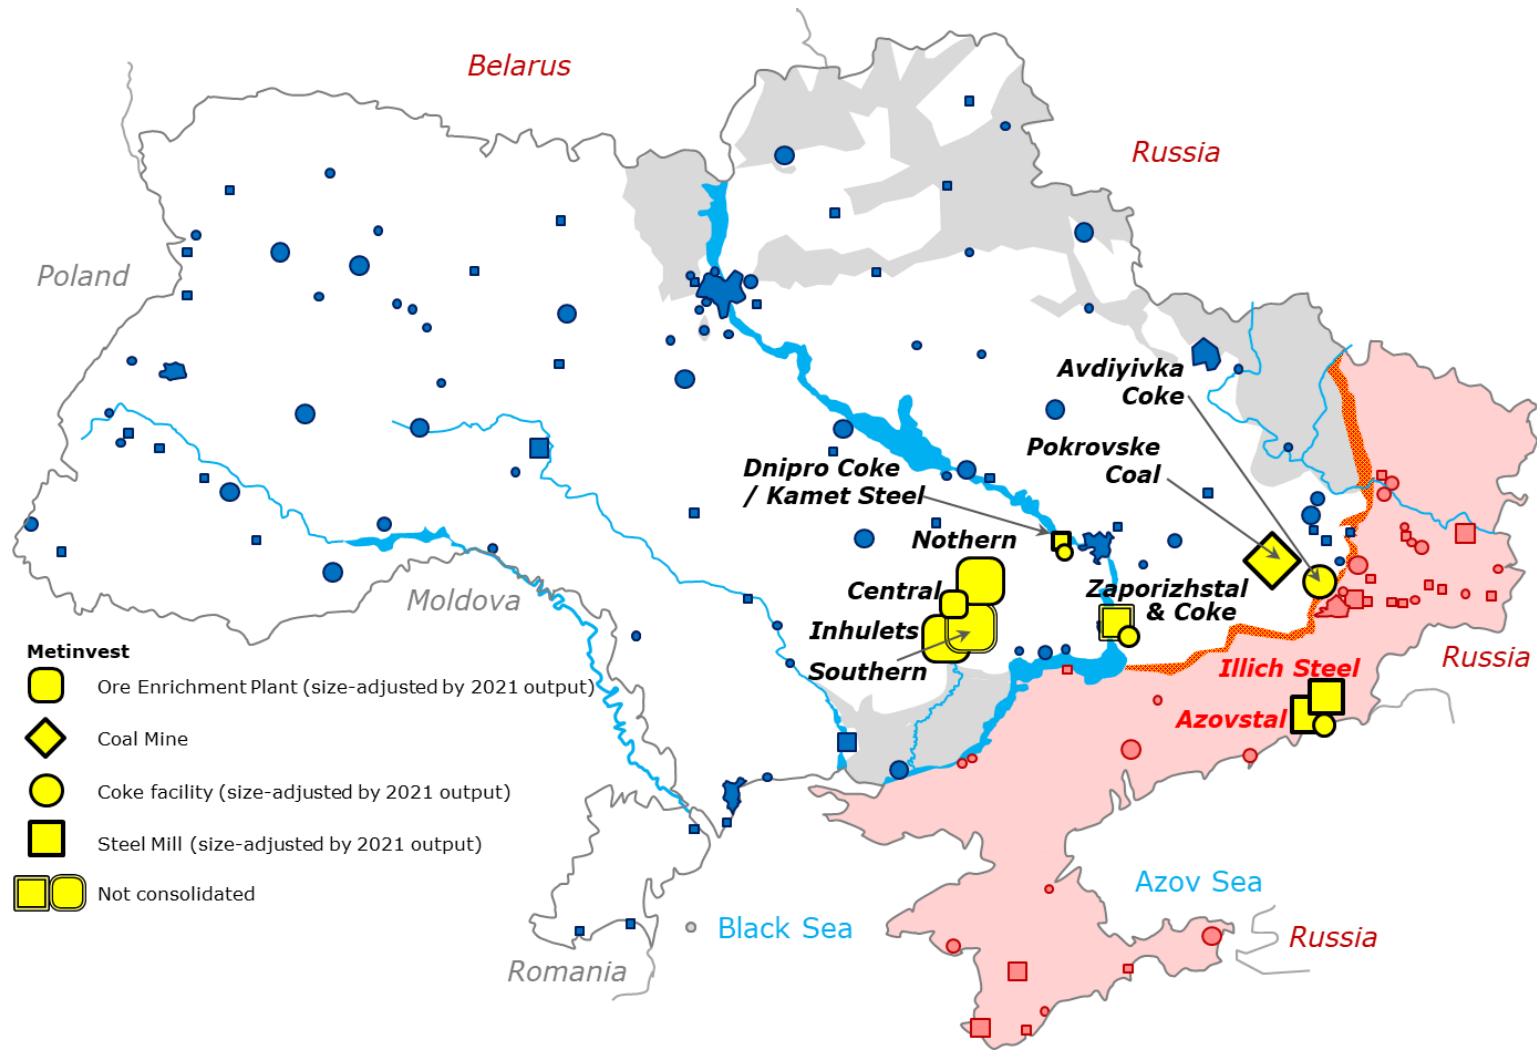 Belarus
Russia
Poland
Avdiyivka
Coke
Pokrovske
Coal
Dnipro Coke
/ Kamet Steel
Nothern
Central
Zaporizhstal
& Coke
Inhulets
Southern
Moldova
Illich Steel
Azovstal
Russia
Metinvest
Ore Enrichment Plant (size-adjusted by 2021 output)
Coal Mine
Coke facility (size-adjusted by 2021 output)
Steel Mill (size-adjusted by 2021 output)
Not consolidated
Azov Sea
Black Sea
Russia
Romania